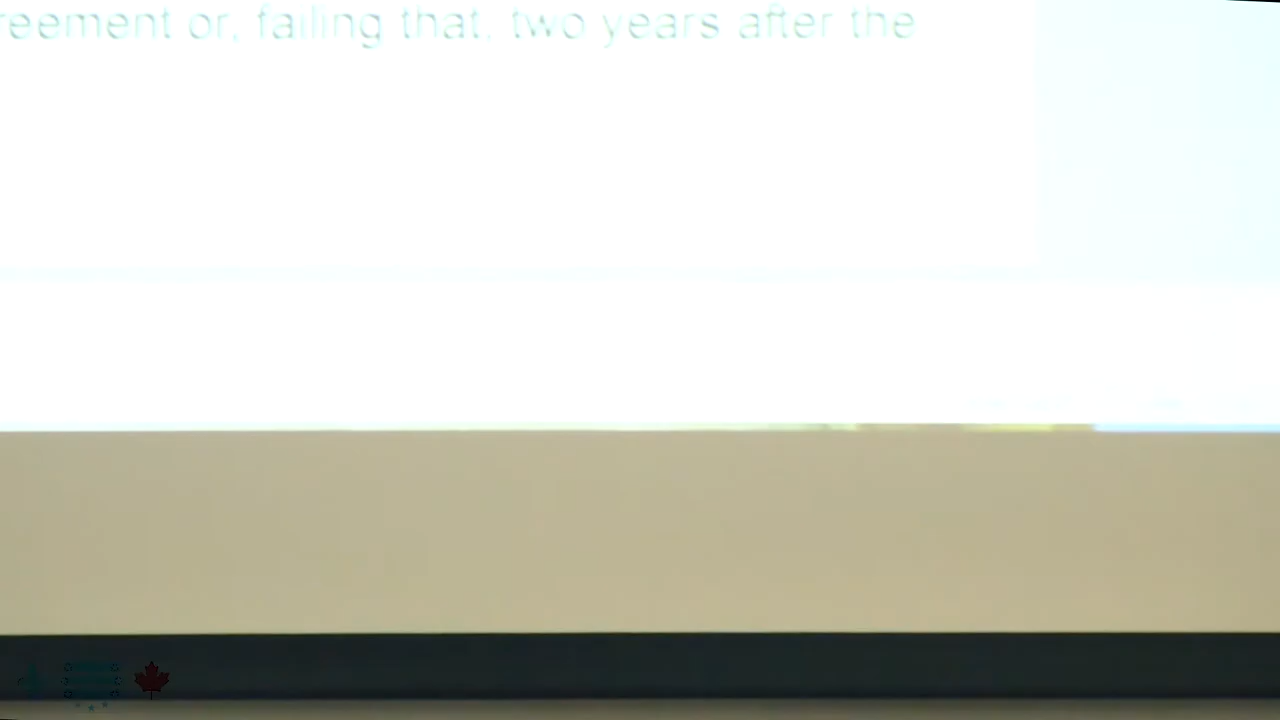 reement or, failing that, two years after the